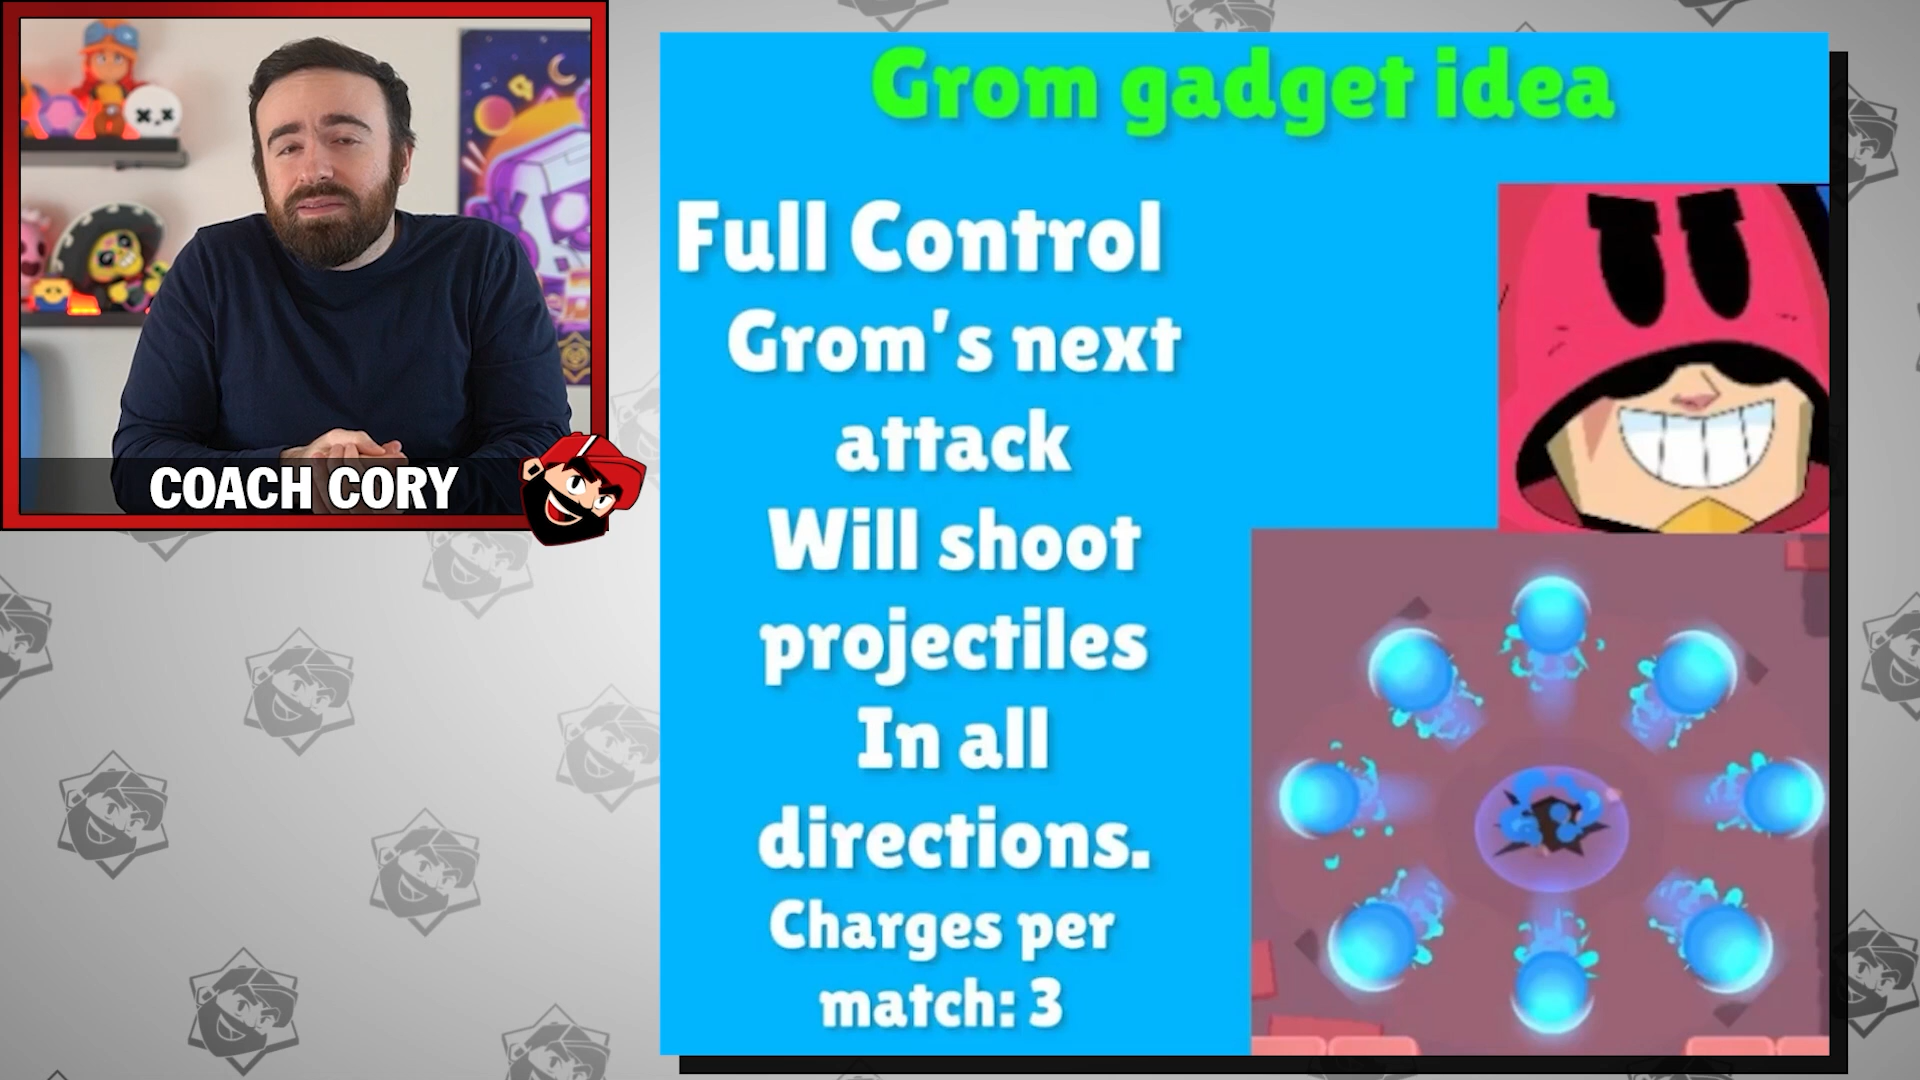 COACH CORY
Grom gadget idea
Full Control
Grom's next
attack
Will shoot
projectiles
In all
directions.
Charges per
match: 3